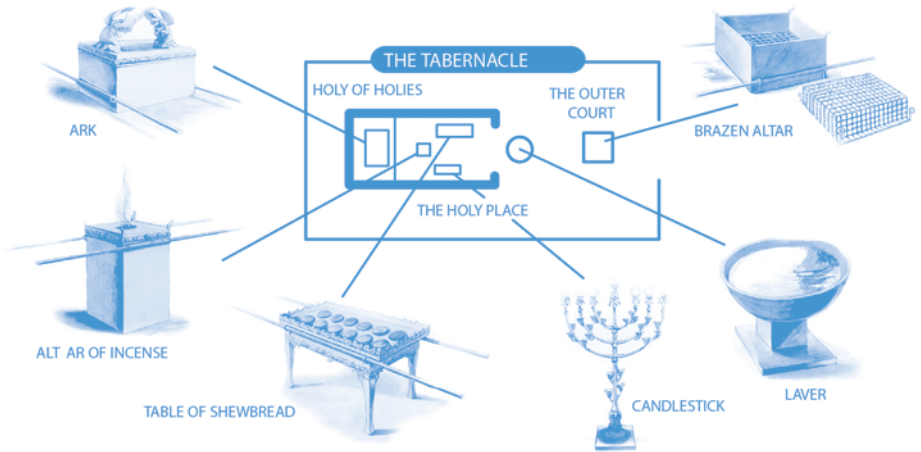 THE TABERNACLE
HOLY OF HOLIES
THE OUTER
COURT
ARK
BRAZEN ALTAR
THE HOLY PLACE
ALT AR OF INCENSE
TABLE OF SHEWBREAD
CANDLESTICK
LAVER